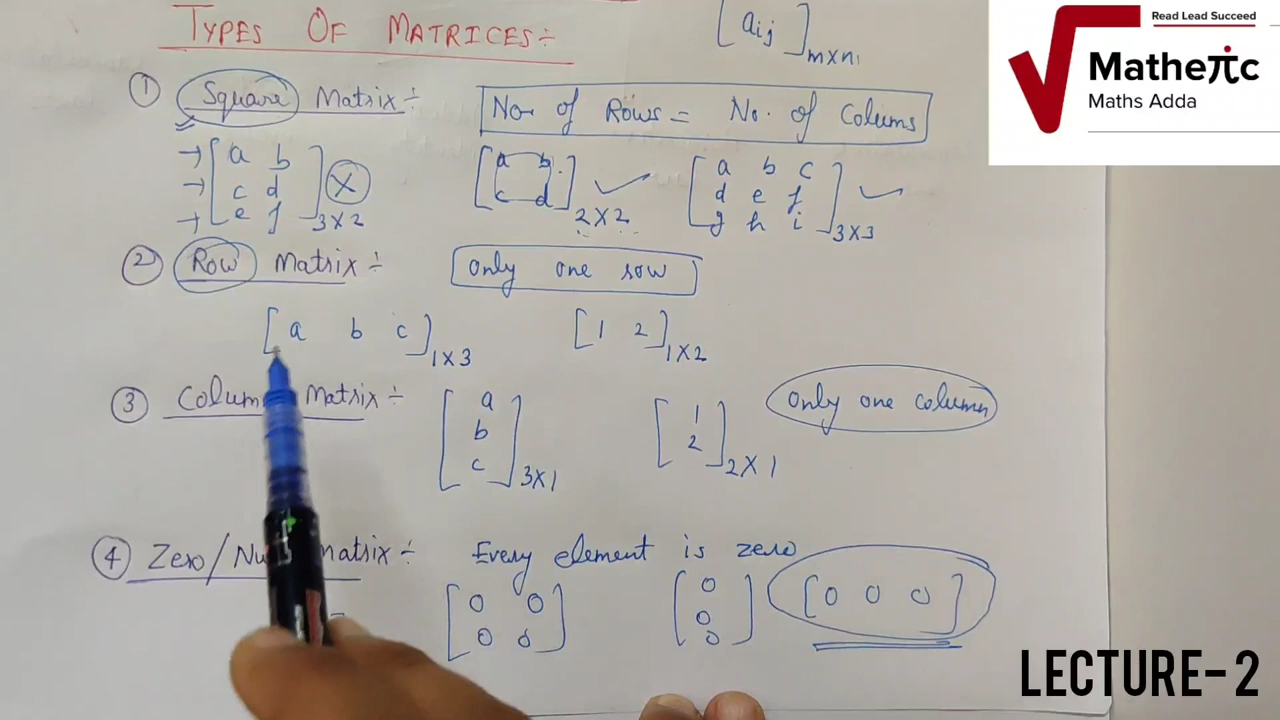 TYPES OF MATRICES÷
[aij]m×n
Read Lead Succeed
Matheπc
Maths Adda
① Square Matrix ÷ No. of Rows = No. of Colums
→ [ a b
→ c d
→ e f ]3×2 X
[ a b
c d ]2×2 ✓
[ a b c
d e f
g h i ]3×3 ✓
② Row Matrix ÷ Only one row
[ a b c ]1×3 [ 1 2 ]1×2
③ Colum Matrix ÷
[ a
b
c ]3×1
[ 1
2 ]2×1
Only one column
④ Zero/Nu Matrix ÷ Every element is zero
[ 0 0
0 0 ]
[ 0
0
0 ]
[ 0 0 0 ]
LECTURE- 2